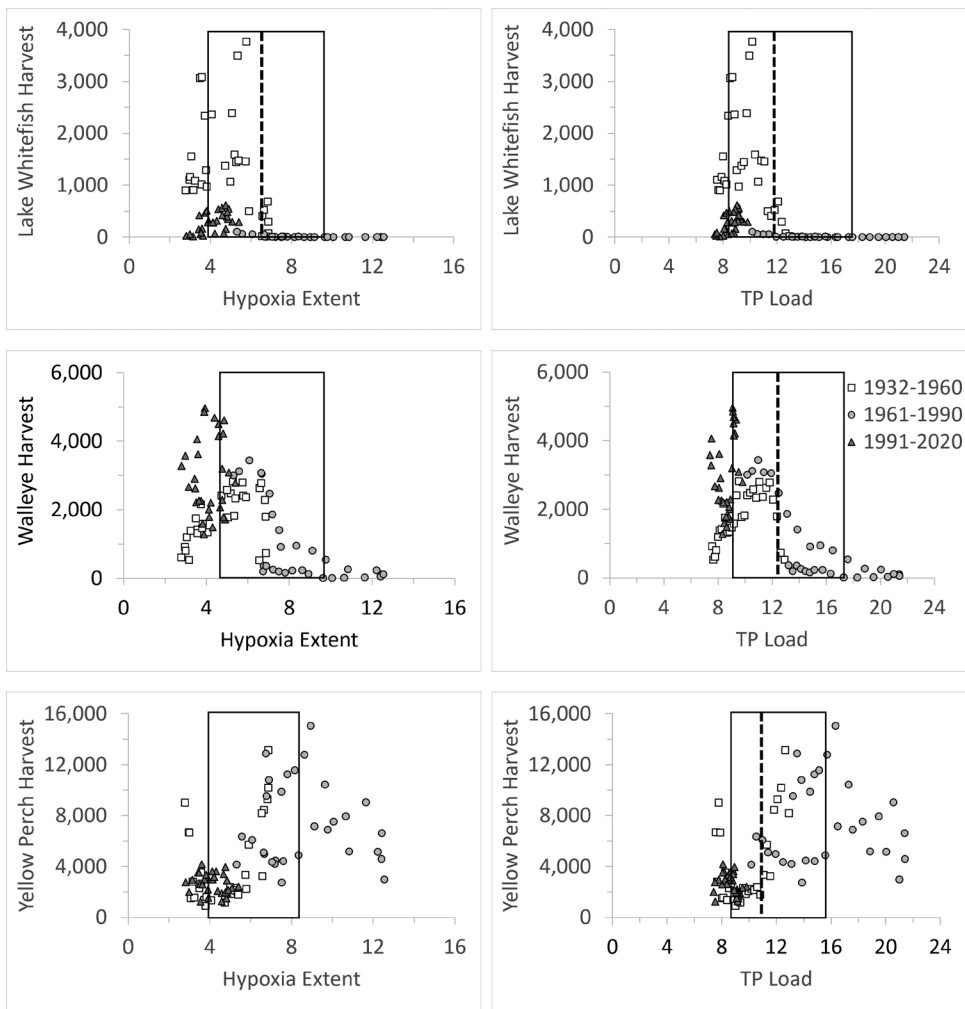 Lake Whitefish Harvest
4,000
3,000
2,000
1,000
0
0 4 8 12 16
Hypoxia Extent
Lake Whitefish Harvest
4,000
3,000
2,000
1,000
0
0 4 8 12 16 20 24
TP Load
Walleye Harvest
6,000
4,000
2,000
0
0 4 8 12 16
Hypoxia Extent
Walleye Harvest
6,000
4,000
2,000
0
0 4 8 12 16 20 24
TP Load
1932-1960
1961-1990
1991-2020
Yellow Perch Harvest
16,000
12,000
8,000
4,000
0
0 4 8 12 16
Hypoxia Extent
Yellow Perch Harvest
16,000
12,000
8,000
4,000
0
0 4 8 12 16 20 24
TP Load